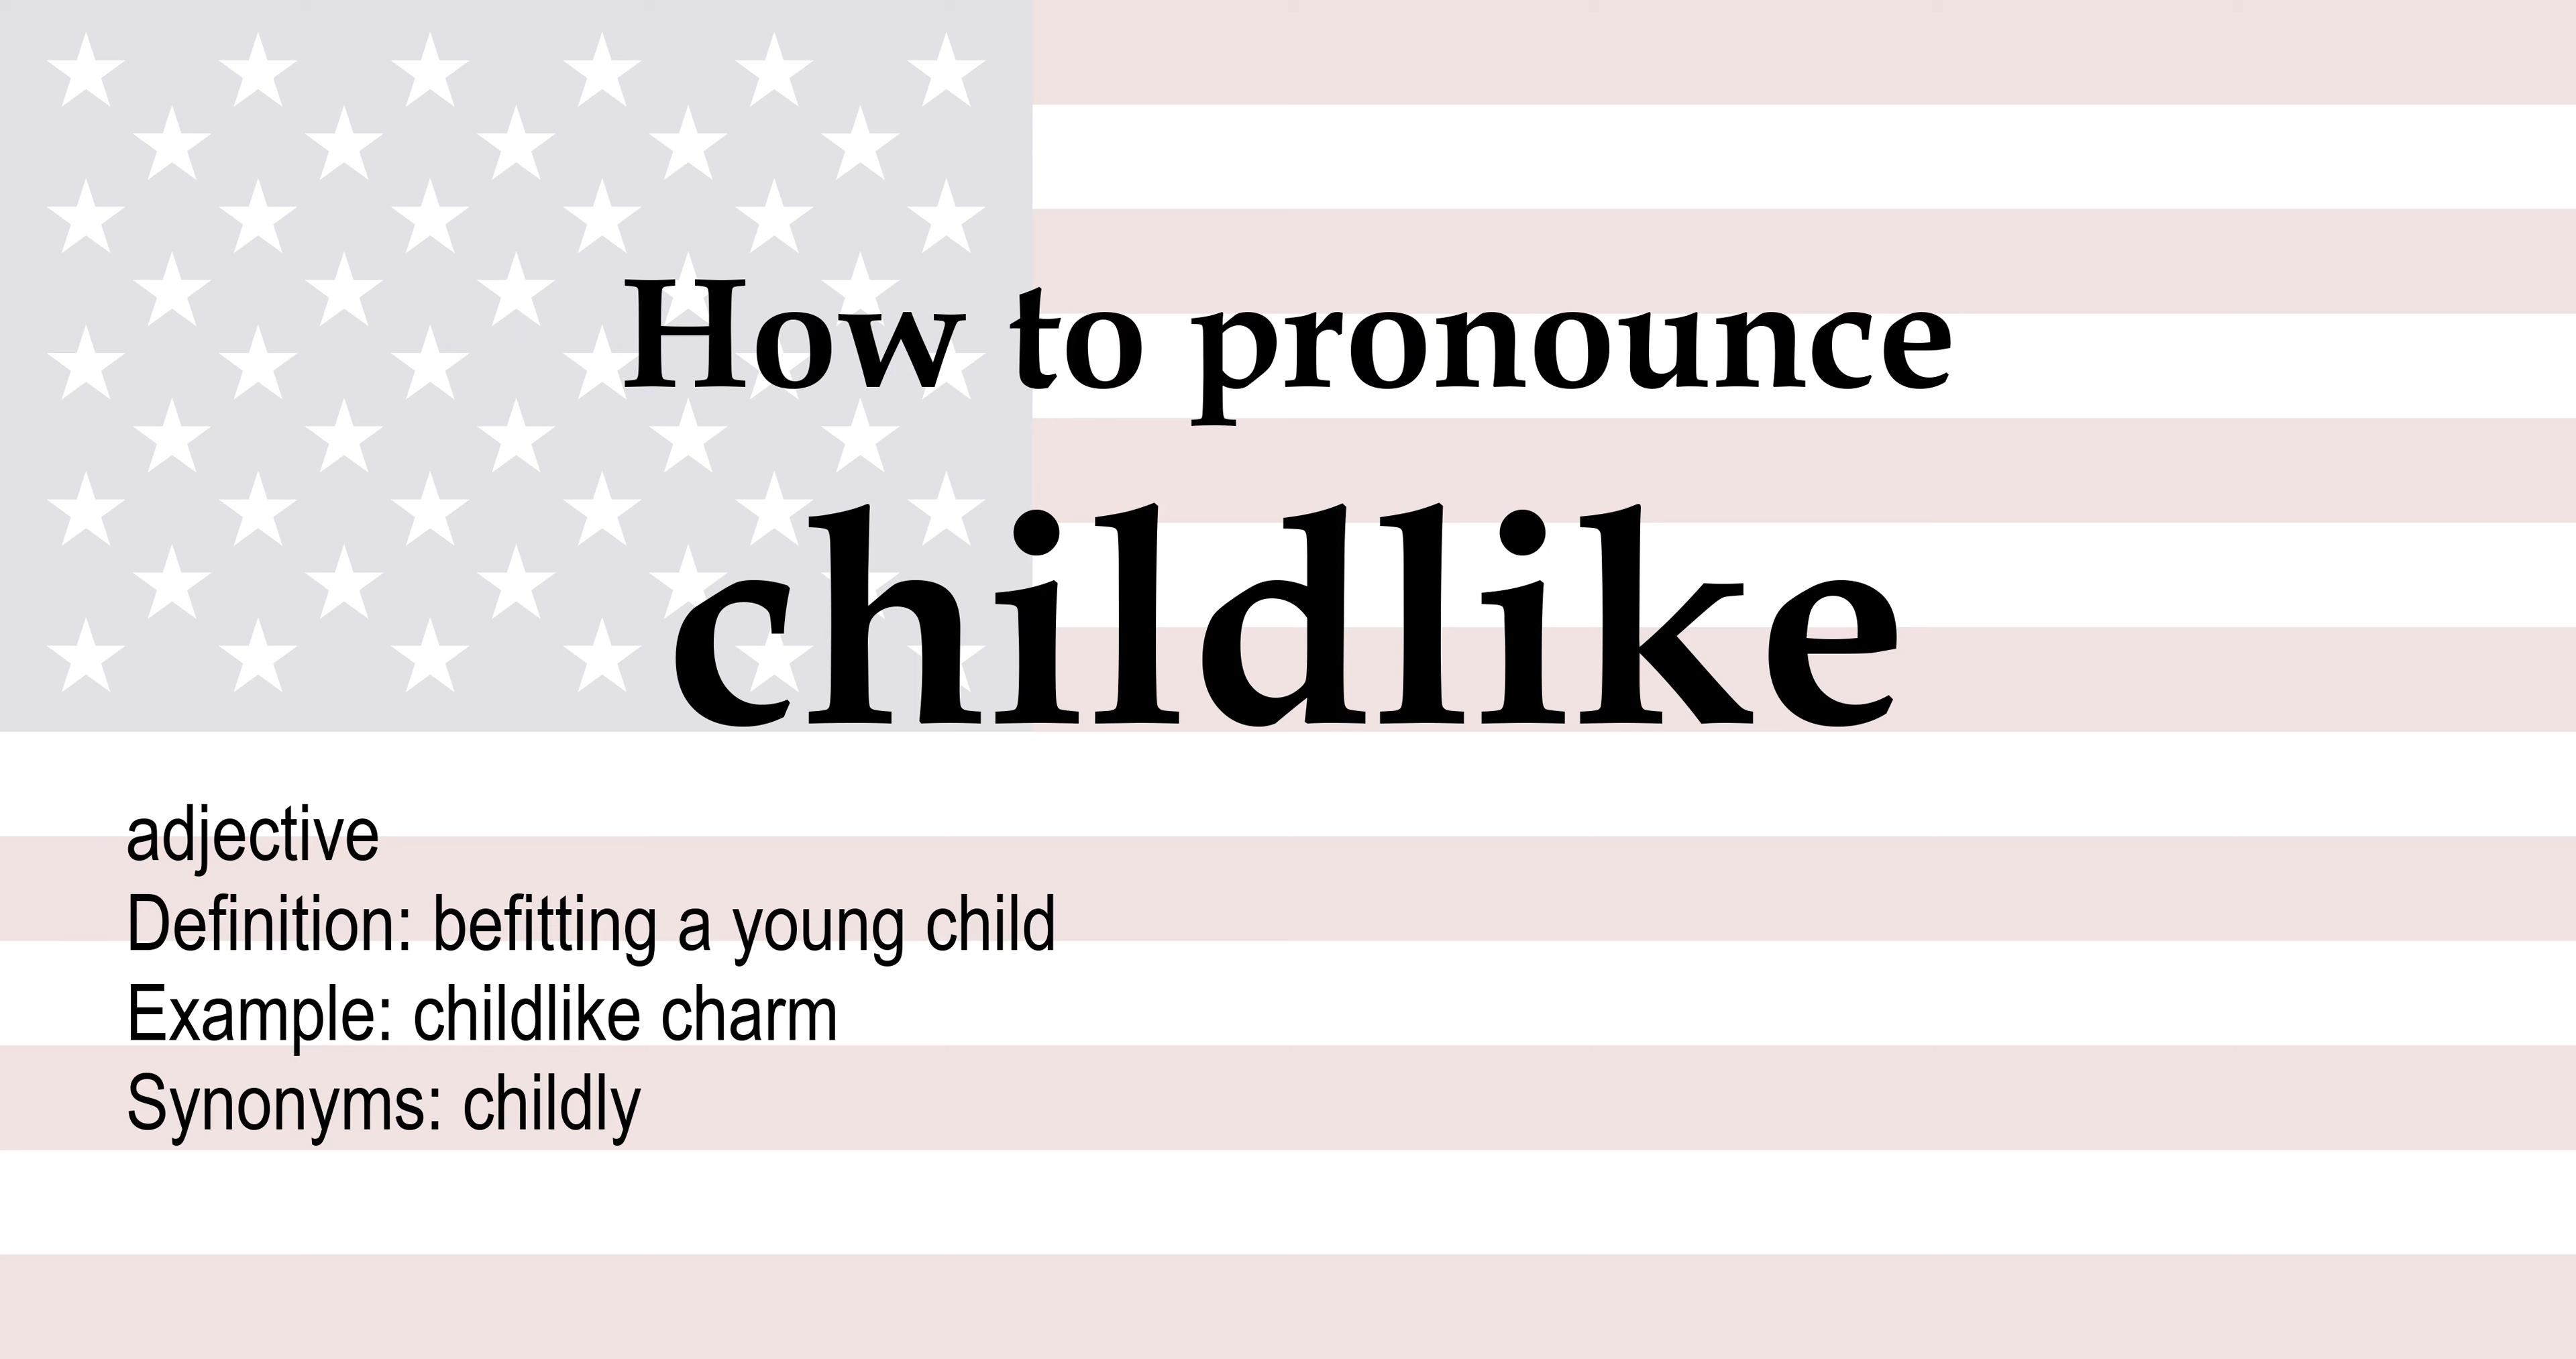 How to pronounce
childlike
adjective
Definition: befitting a young child
Example: childlike charm
Synonyms: childly